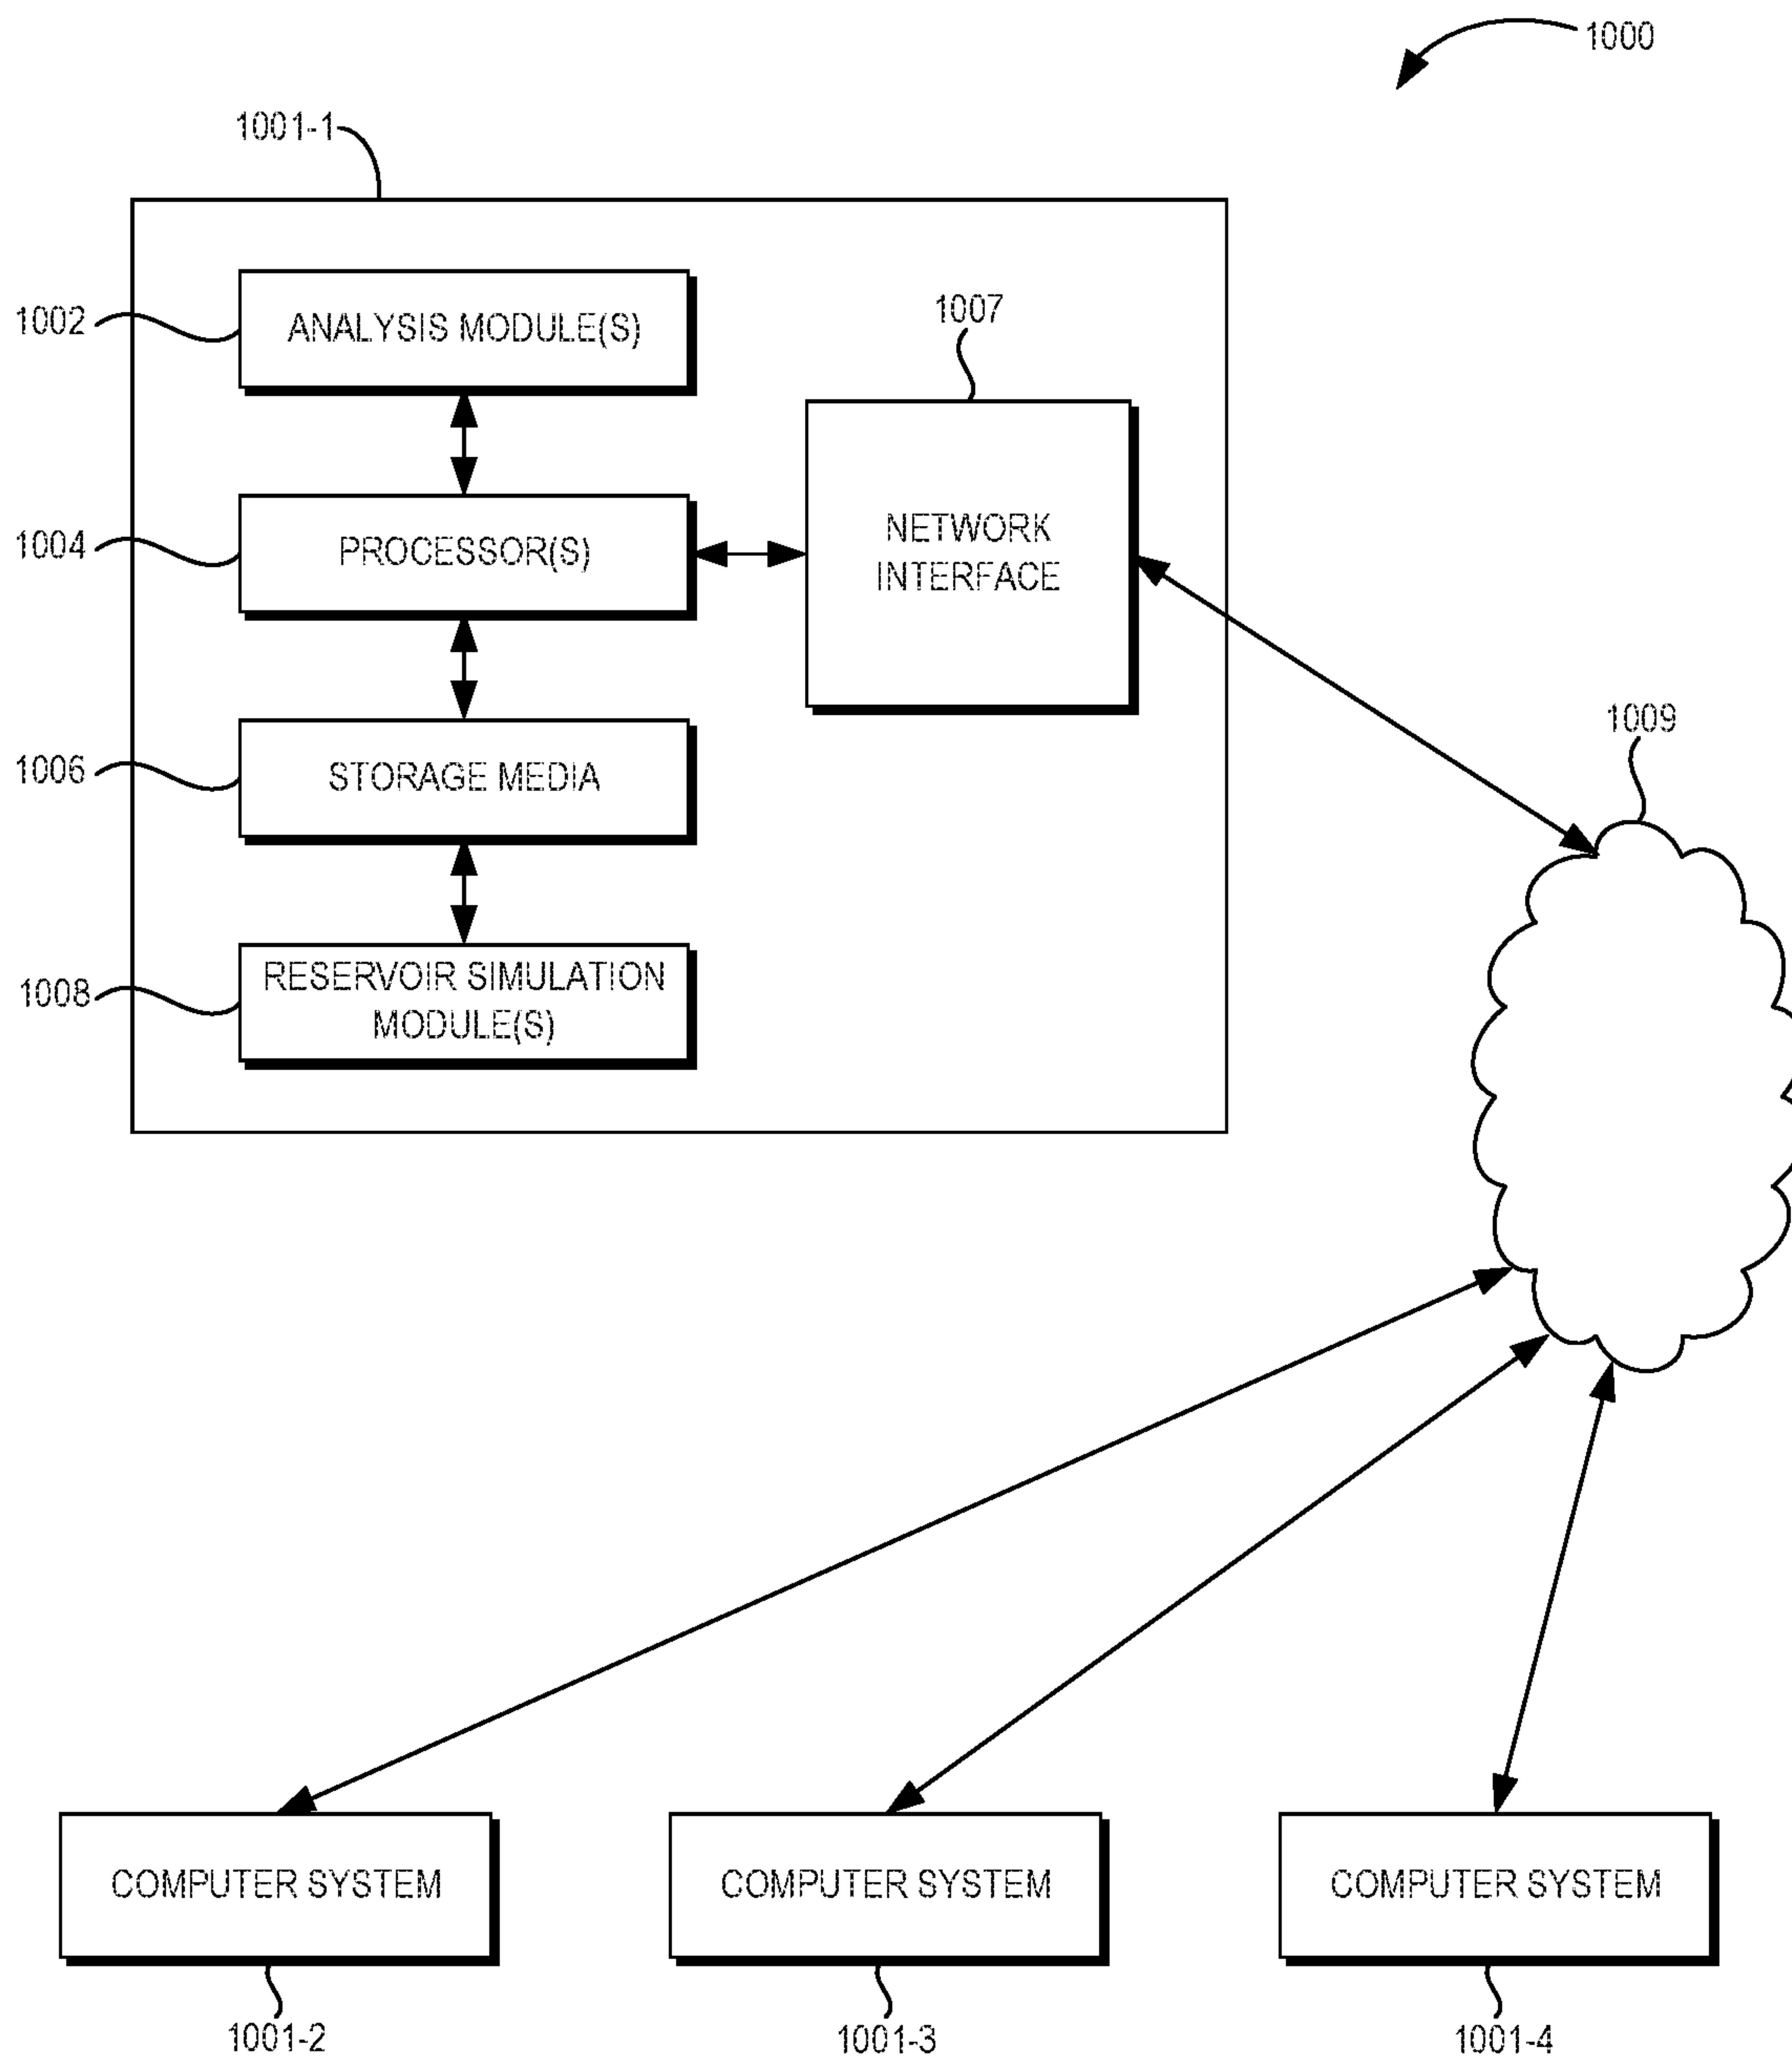 1000
1001-1
1002
ANALYSIS MODULE(S)
1007
1004
PROCESSOR(S)
NETWORK
INTERFACE
1006
STORAGE MEDIA
1009
1008
RESERVOIR SIMULATION
MODULE(S)
COMPUTER SYSTEM
COMPUTER SYSTEM
COMPUTER SYSTEM
1001-2
1001-3
1001-4